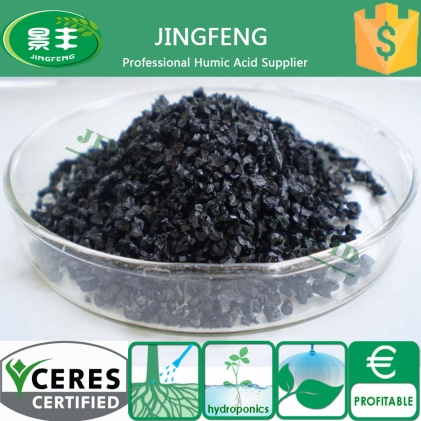 景丰
JINGFENG
JINGFENG
Professional Humic Acid Supplier
$
CERES
CERTIFIED
hydroponics
€
PROFITABLE